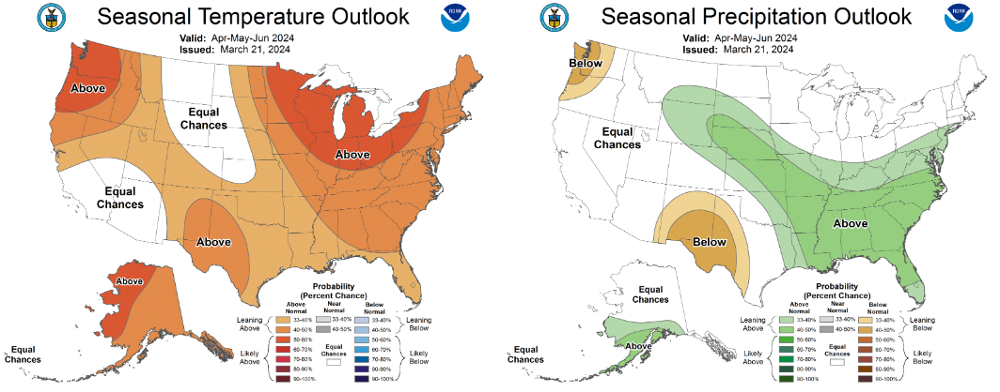 Seasonal Temperature Outlook
Valid: Apr-May-Jun 2024
Issued: March 21, 2024
Above
Equal
Chances
Above
Equal
Chances
Above
Above
Equal
Chances
Probability
(Percent Chance)
Above
Normal
Near
Normal
Below
Normal
Leaning
Above
33-40%
33-40%
33-40%
Leaning
Below
40-50%
40-50%
40-50%
50-60%
50-60%
Likely
Above
60-70%
Equal
Chances
60-70%
Likely
Below
70-80%
70-80%
80-90%
80-90%
90-100%
90-100%
Seasonal Precipitation Outlook
Valid: Apr-May-Jun 2024
Issued: March 21, 2024
Below
Equal
Chances
Above
Below
Equal
Chances
Above
Equal
Chances
Probability
(Percent Chance)
Above
Normal
Near
Normal
Below
Normal
Leaning
Above
33-40%
33-40%
33-40%
Leaning
Below
40-50%
40-50%
40-50%
50-60%
50-60%
Likely
Above
60-70%
Equal
Chances
60-70%
Likely
Below
70-80%
70-80%
80-90%
80-90%
90-100%
90-100%